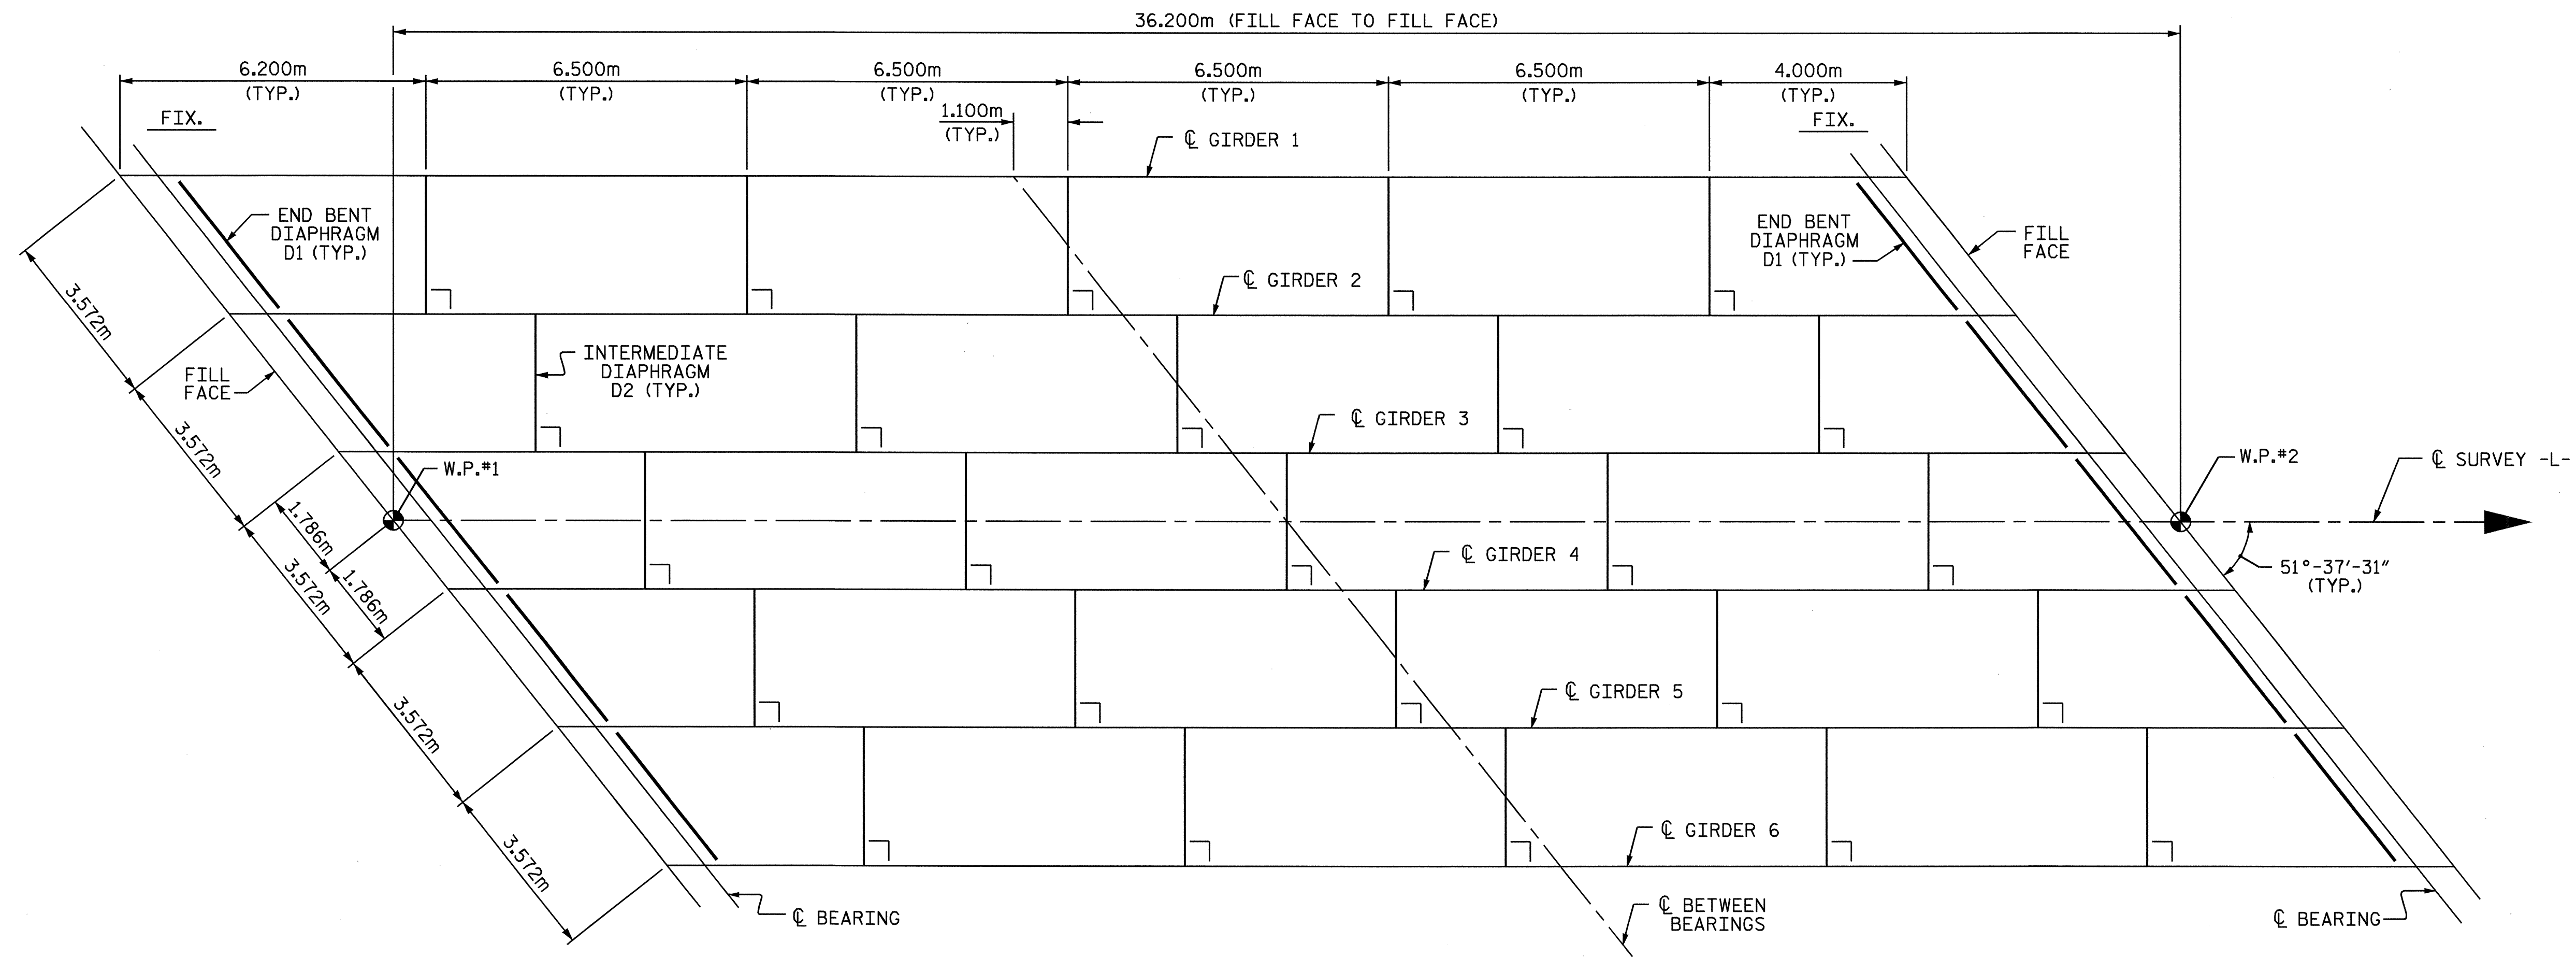 36.200m (FILL FACE TO FILL FACE)
6.200m
(TYP.)
6.500m
(TYP.)
6.500m
(TYP.)
6.500m
(TYP.)
6.500m
(TYP.)
4.000m
(TYP.)
1.100m
(TYP.)
FIX.
FIX.
℄ GIRDER 1
END BENT
DIAPHRAGM
D1 (TYP.)
END BENT
DIAPHRAGM
D1 (TYP.)
FILL
FACE
℄ GIRDER 2
3.572m
INTERMEDIATE
DIAPHRAGM
D2 (TYP.)
FILL
FACE
℄ GIRDER 3
3.572m
W.P.#1
W.P.#2
℄ SURVEY -L-
1.786m
1.786m
3.572m
℄ GIRDER 4
51°-37'-31"
(TYP.)
℄ GIRDER 5
3.572m
℄ GIRDER 6
3.572m
℄ BEARING
℄ BETWEEN
BEARINGS
℄ BEARING